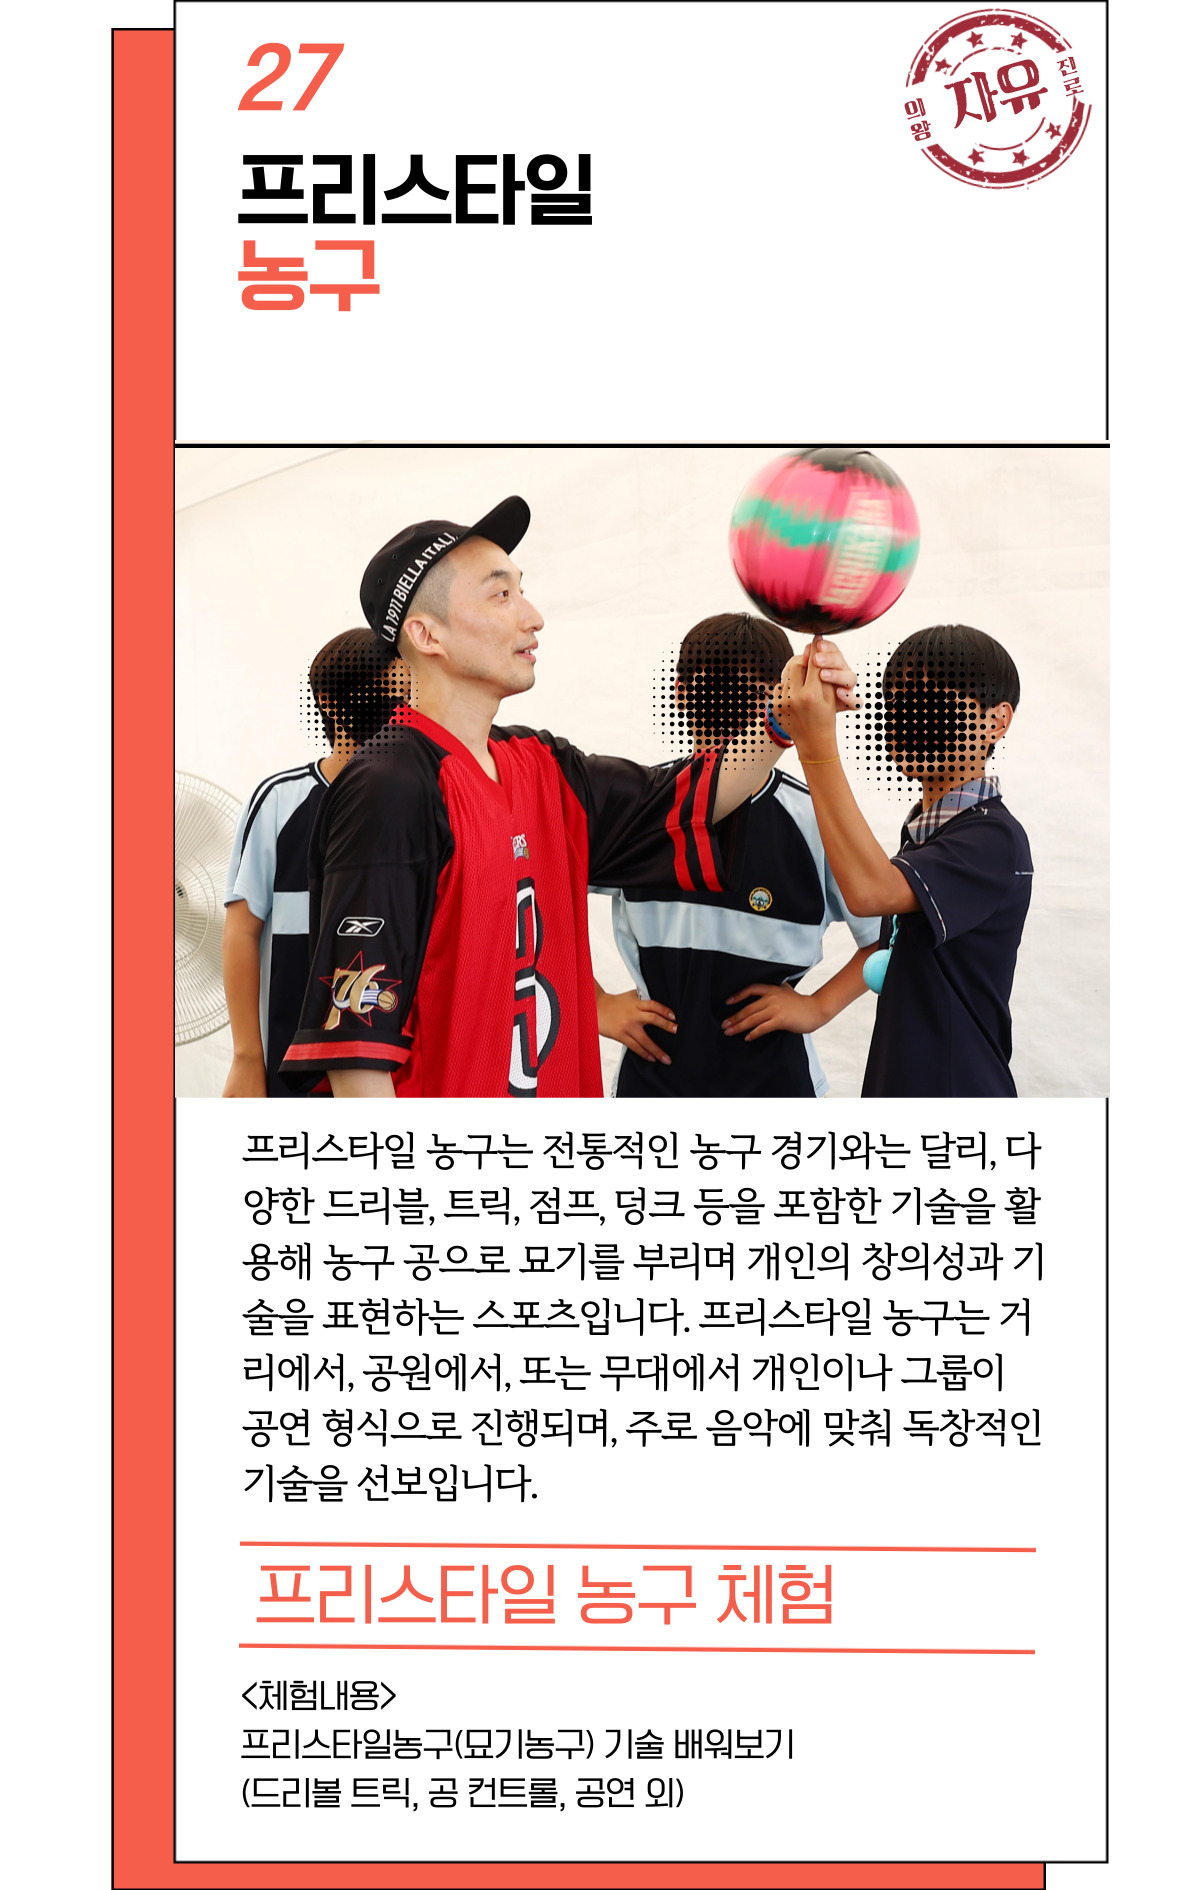 27
의왕
자유
진로
프리스타일
농구
LA 1911 BIELLA ITALI
TACHIKARA
76
프리스타일 농구는 전통적인 농구 경기와는 달리, 다
양한 드리블, 트릭, 점프, 덩크 등을 포함한 기술을 활
용해 농구 공으로 묘기를 부리며 개인의 창의성과 기
술을 표현하는 스포츠입니다. 프리스타일 농구는 거
리에서, 공원에서, 또는 무대에서 개인이나 그룹이
공연 형식으로 진행되며, 주로 음악에 맞춰 독창적인
기술을 선보입니다.
프리스타일 농구 체험
<체험내용>
프리스타일농구(묘기농구) 기술 배워보기
(드리볼 트릭, 공 컨트롤, 공연 외)